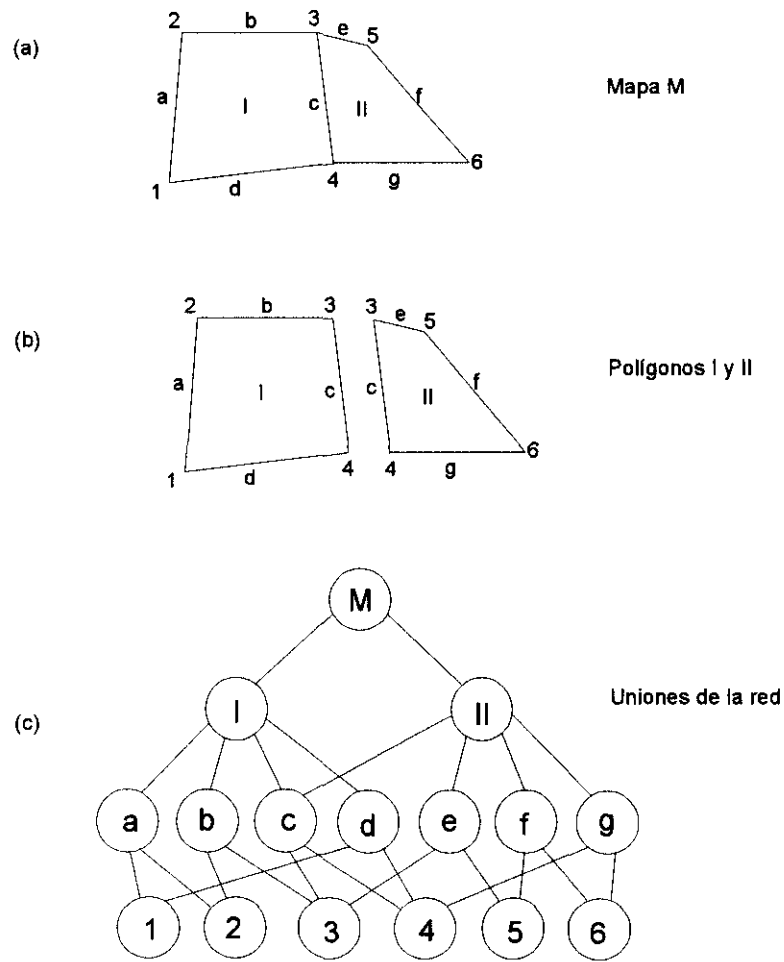 (a)
2 b 3 e 5
a I c II f
1 d 4 g 6
Mapa M
(b)
2 b 3 3 e 5
a I c c II f
1 d 4 4 g 6
Polígonos I y II
(c)
M
I II
a b c d e f g
1 2 3 4 5 6
Uniones de la red